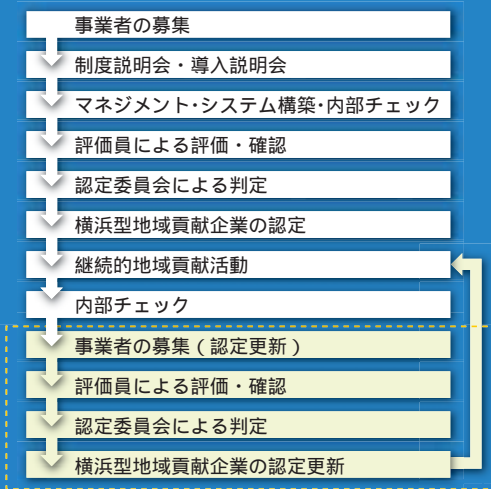 事業者の募集
制度説明会・導入説明会
マネジメント・システム構築・内部チェック
評価員による評価・確認
認定委員会による判定
横浜型地域貢献企業の認定
継続的地域貢献活動
内部チェック
事業者の募集（認定更新）
評価員による評価・確認
認定委員会による判定
横浜型地域貢献企業の認定更新